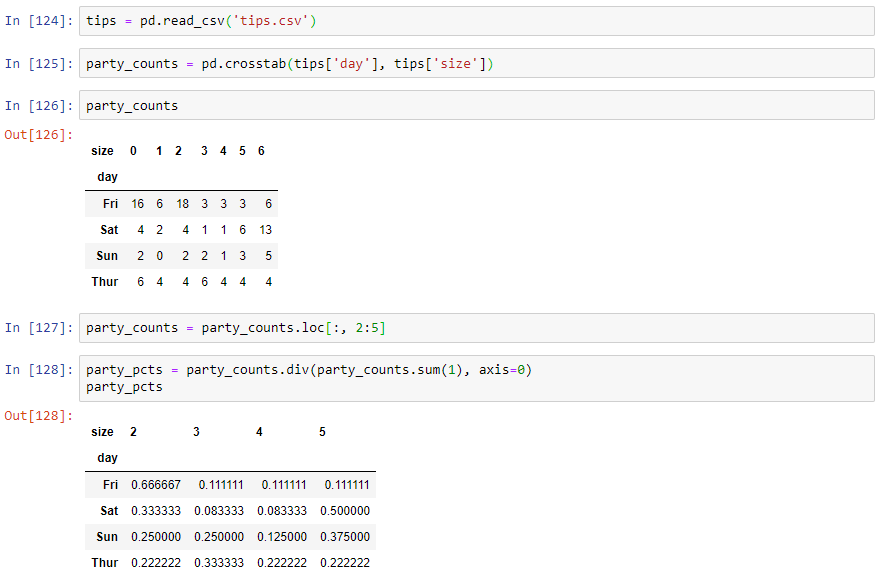 In [124]: tips = pd.read_csv('tips.csv')
In [125]: party_counts = pd.crosstab(tips['day'], tips['size'])
In [126]: party_counts
Out[126]:
size 0 1 2 3 4 5 6
day
Fri 16 6 18 3 3 3 6
Sat 4 2 4 1 1 6 13
Sun 2 0 2 2 1 3 5
Thur 6 4 4 6 4 4 4
In [127]: party_counts = party_counts.loc[:, 2:5]
In [128]: party_pcts = party_counts.div(party_counts.sum(1), axis=0)
party_pcts
Out[128]:
size 2 3 4 5
day
Fri 0.666667 0.111111 0.111111 0.111111
Sat 0.333333 0.083333 0.083333 0.500000
Sun 0.250000 0.250000 0.125000 0.375000
Thur 0.222222 0.333333 0.222222 0.222222